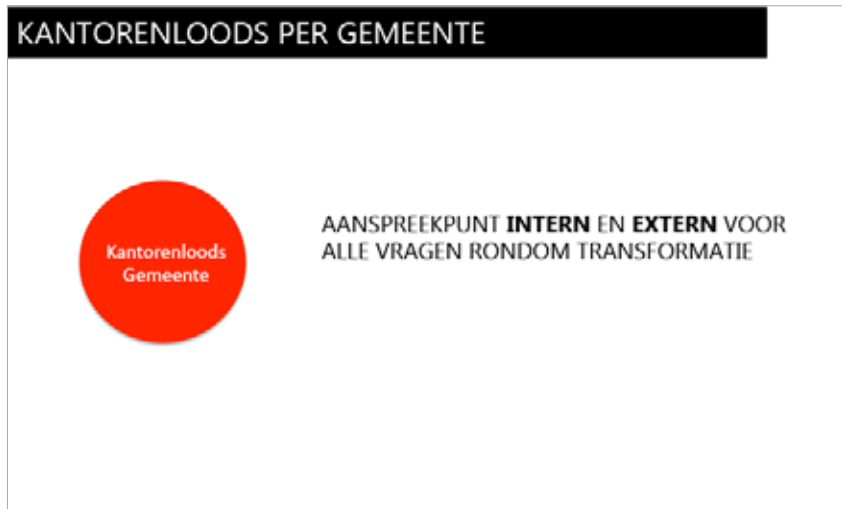 KANTORENLOODS PER GEMEENTE
Kantorenloods
Gemeente
AANSPREEKPUNT INTERN EN EXTERN VOOR
ALLE VRAGEN RONDOM TRANSFORMATIE